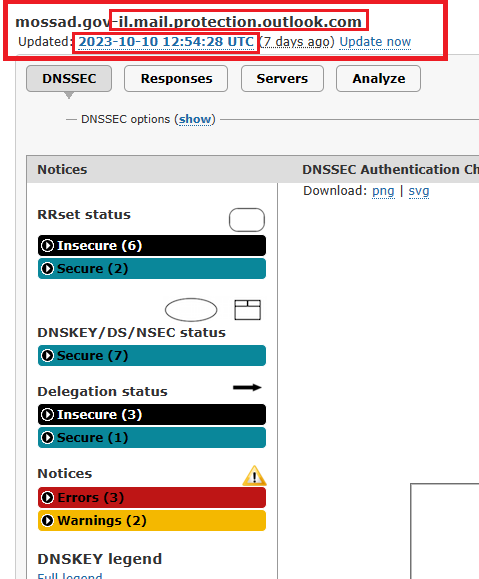 mossad.gov-il.mail.protection.outlook.com
Updated: 2023-10-10 12:54:28 UTC (7 days ago) Update now
DNSSEC Responses Servers Analyze
DNSSEC options (show)
Notices
DNSSEC Authentication Ch
Download: png | svg
RRset status
Insecure (6)
Secure (2)
DNSKEY/DS/NSEC status
Secure (7)
Delegation status
Insecure (3)
Secure (1)
Notices
Errors (3)
Warnings (2)
DNSKEY legend
Full legend